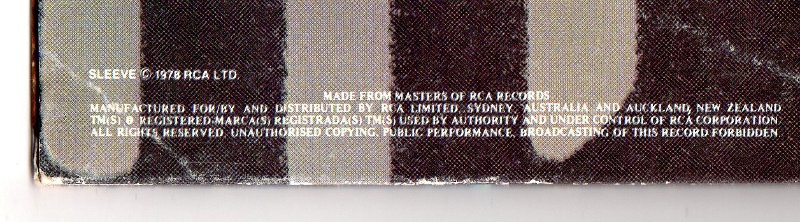 SLEEVE © 1978 RCA LTD.
MADE FROM MASTERS OF RCA RECORDS
MANUFACTURED FOR/BY AND DISTRIBUTED BY RCA LIMITED, SYDNEY, AUSTRALIA AND AUCKLAND, NEW ZEALAND
TM(S) ® REGISTERED•MARCA(S) REGISTRADA(S) TM(S) USED BY AUTHORITY AND UNDER CONTROL OF RCA CORPORATION.
ALL RIGHTS RESERVED. UNAUTHORISED COPYING, PUBLIC PERFORMANCE, BROADCASTING OF THIS RECORD FORBIDDEN